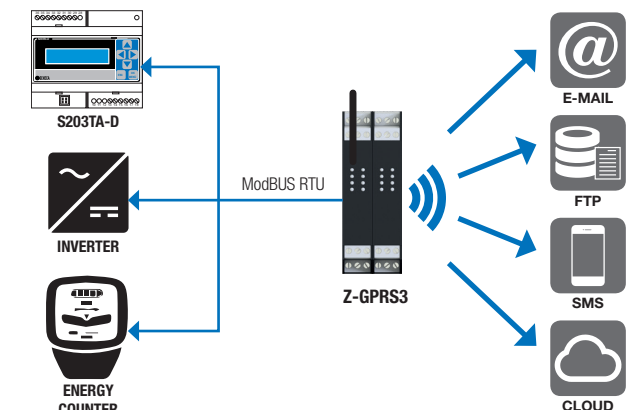 S203TA-D
INVERTER
ENERGY
COUNTER
ModBUS RTU
Z-GPRS3
@
E-MAIL
FTP
SMS
CLOUD